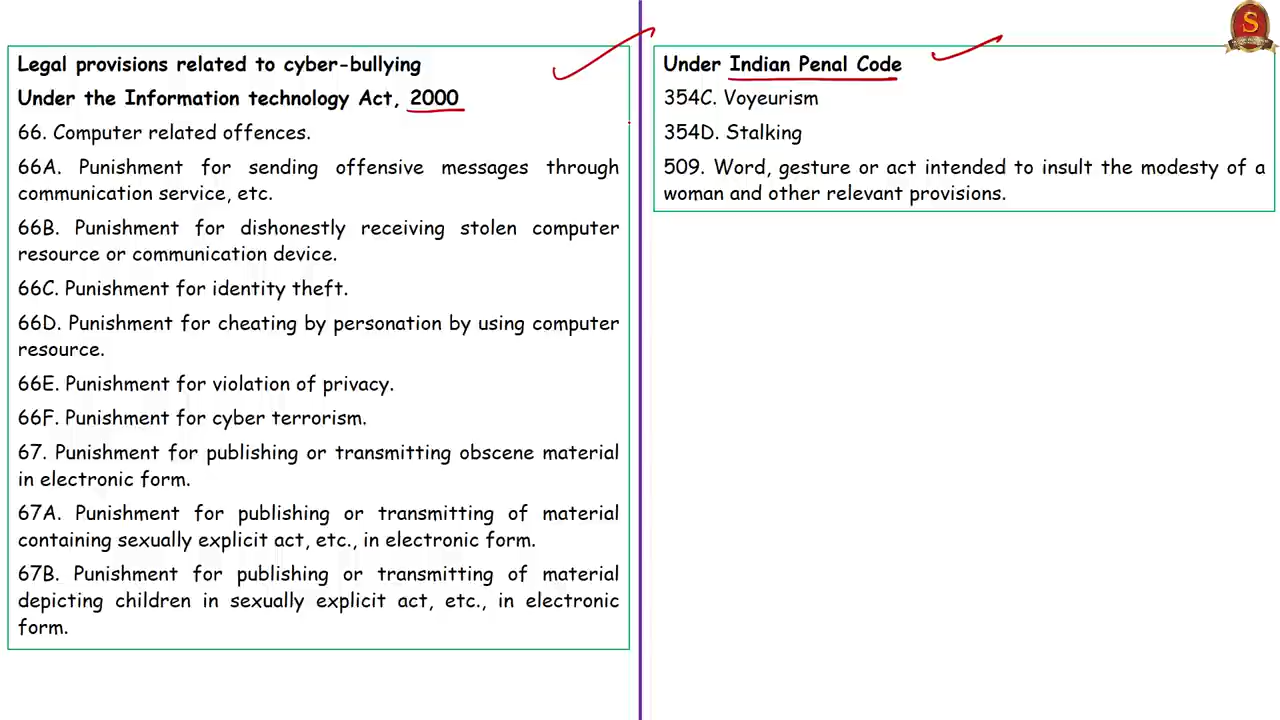 Legal provisions related to cyber-bullying
Under the Information technology Act, 2000
66. Computer related offences.
66A. Punishment for sending offensive messages through
communication service, etc.
66B. Punishment for dishonestly receiving stolen computer
resource or communication device.
66C. Punishment for identity theft.
66D. Punishment for cheating by personation by using computer
resource.
66E. Punishment for violation of privacy.
66F. Punishment for cyber terrorism.
67. Punishment for publishing or transmitting obscene material
in electronic form.
67A. Punishment for publishing or transmitting of material
containing sexually explicit act, etc., in electronic form.
67B. Punishment for publishing or transmitting of material
depicting children in sexually explicit act, etc., in electronic
form.
Under Indian Penal Code
354C. Voyeurism
354D. Stalking
509. Word, gesture or act intended to insult the modesty of a
woman and other relevant provisions.
S